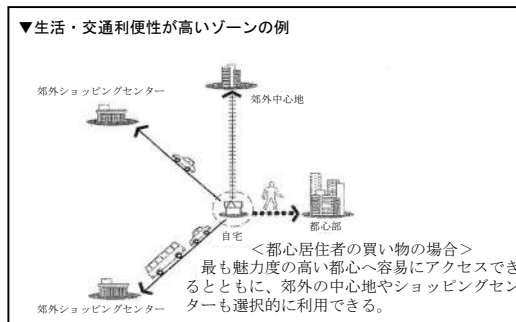 ▼生活・交通利便性が高いゾーンの例
郊外ショッピングセンター
郊外中心地
自宅
都心部
＜都心居住者の買い物の場合＞
最も魅力度の高い都心へ容易にアクセスでき
るとともに、郊外の中心地やショッピングセン
ターも選択的に利用できる。
郊外ショッピングセンター